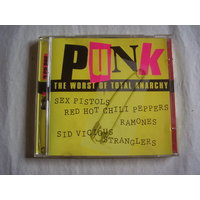 PUNK
THE WORST OF TOTAL ANARCHY
SEX PISTOLS
RED HOT CHILI PEPPERS
RAMONES
SID VICIOUS
STRANGLERS